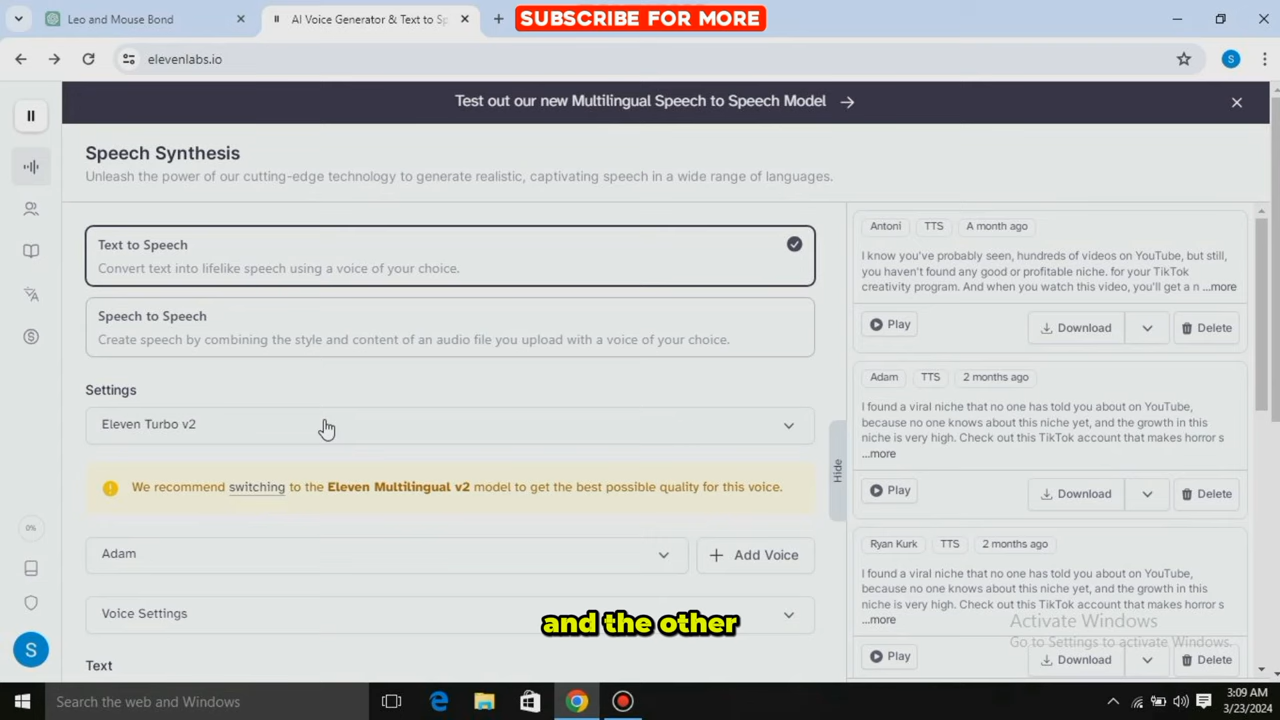 Leo and Mouse Bond
AI Voice Generator & Text to Sp
SUBSCRIBE FOR MORE
elevenlabs.io
S
Test out our new Multilingual Speech to Speech Model
Speech Synthesis
Unleash the power of our cutting-edge technology to generate realistic, captivating speech in a wide range of languages.
Text to Speech
Convert text into lifelike speech using a voice of your choice.
Speech to Speech
Create speech by combining the style and content of an audio file you upload with a voice of your choice.
Settings
Eleven Turbo v2
We recommend switching to the Eleven Multilingual v2 model to get the best possible quality for this voice.
Adam
Add Voice
Voice Settings
Text
Hide
0%
S
Antoni TTS A month ago
I know you've probably seen, hundreds of videos on YouTube, but still,
you haven't found any good or profitable niche. for your TikTok
creativity program. And when you watch this video, you'll get a n ...more
Play Download Delete
Adam TTS 2 months ago
I found a viral niche that no one has told you about on YouTube,
because no one knows about this niche yet, and the growth in this
niche is very high. Check out this TikTok account that makes horror s
...more
Play Download Delete
Ryan Kurk TTS 2 months ago
I found a viral niche that no one has told you about on YouTube,
because no one knows about this niche yet, and the growth in this
niche is very high. Check out this TikTok account that makes horror s
...more
Play Download Delete
Activate Windows
Go to Settings to activate Windows.
and the other
Search the web and Windows
3:09 AM
3/23/2024